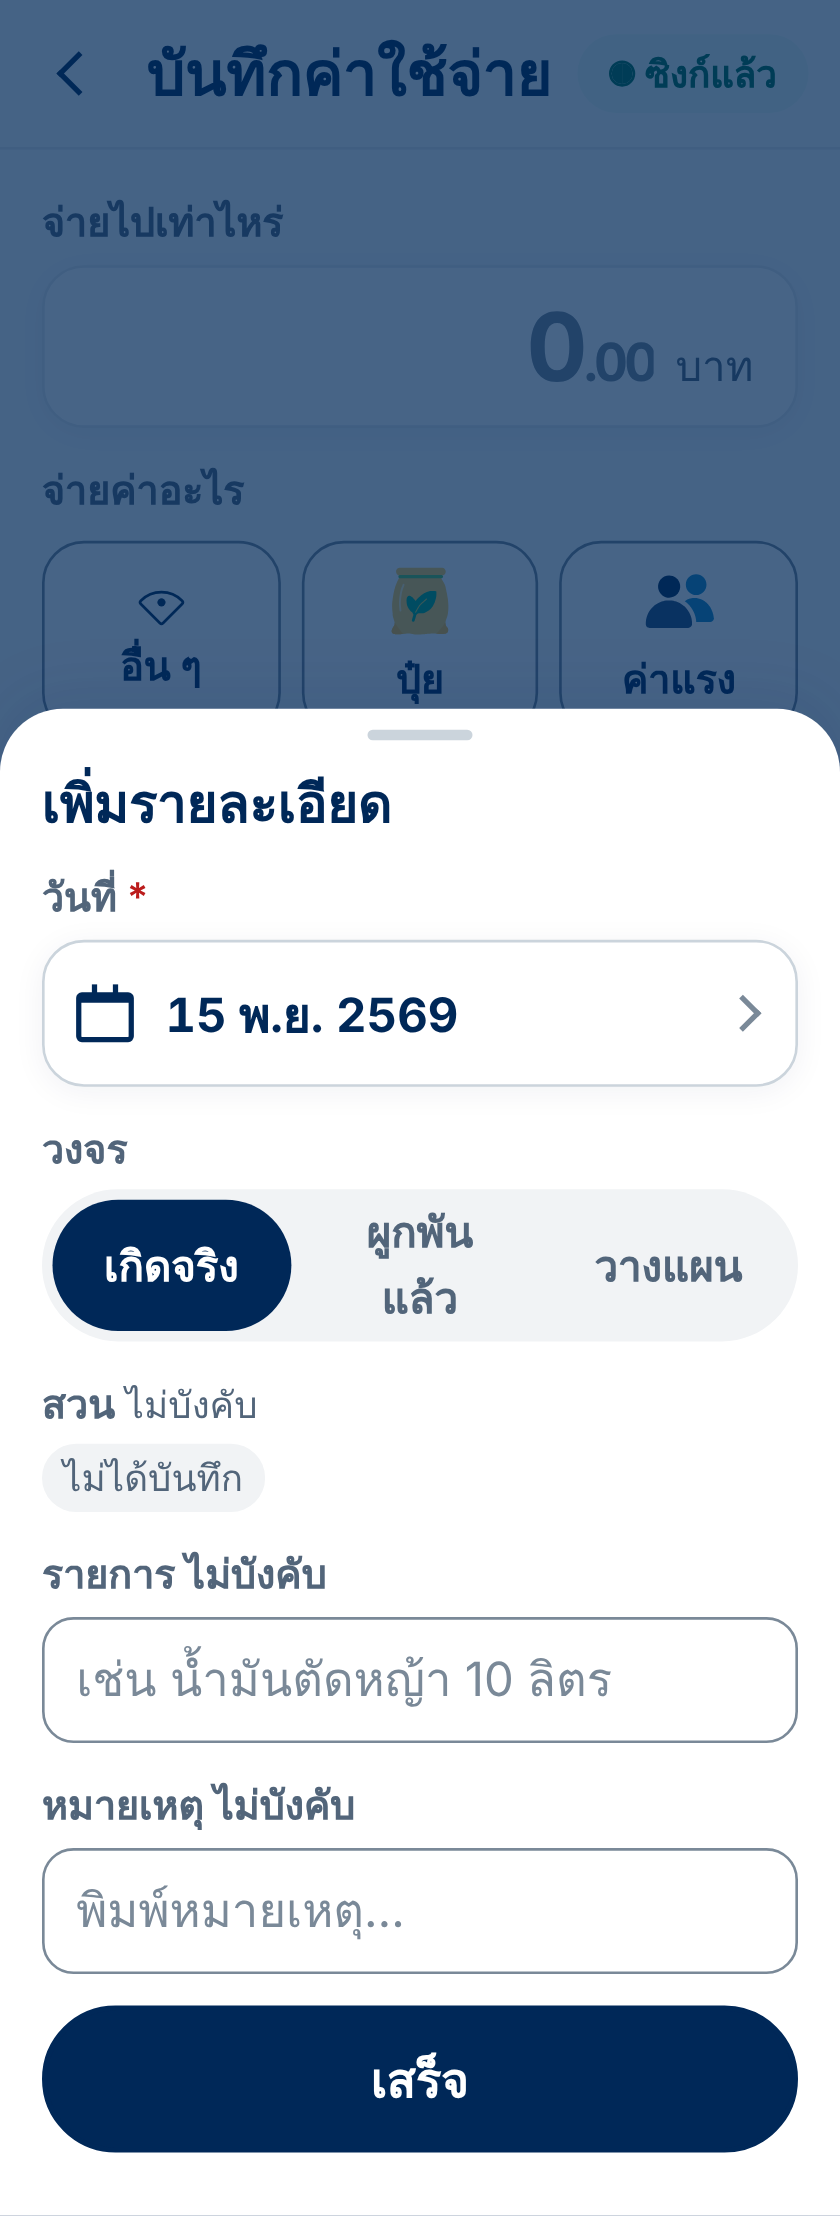 บันทึกค่าใช้จ่าย
ซิงก์แล้ว
จ่ายไปเท่าไหร่
0.00 บาท
จ่ายค่าอะไร
อื่น ๆ
ปุ๋ย
ค่าแรง
เพิ่มรายละเอียด
วันที่ *
15 พ.ย. 2569
วงจร
เกิดจริง
ผูกพัน
แล้ว
วางแผน
สวน ไม่บังคับ
ไม่ได้บันทึก
รายการ ไม่บังคับ
เช่น น้ำมันตัดหญ้า 10 ลิตร
หมายเหตุ ไม่บังคับ
พิมพ์หมายเหตุ...
เสร็จ